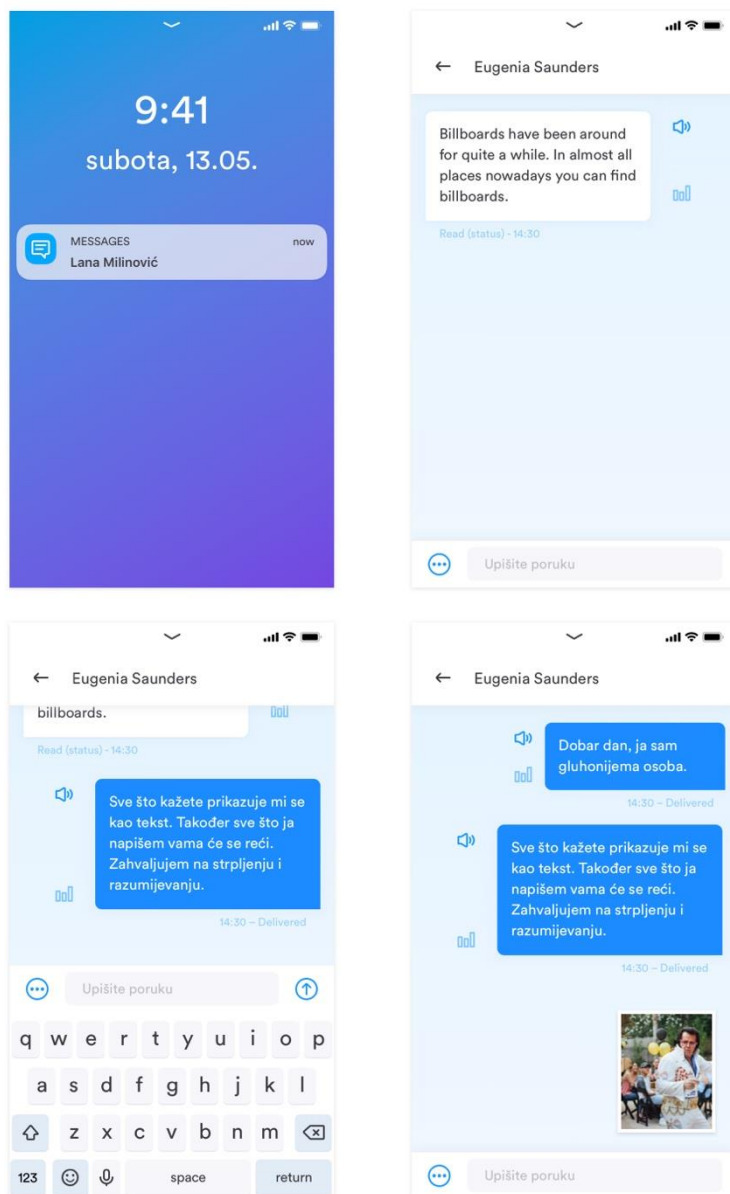 9:41
subota, 13.05.
MESSAGES
now
Lana Milinović
Eugenia Saunders
Billboards have been around
for quite a while. In almost all
places nowadays you can find
billboards.
Read (status) - 14:30
Upišite poruku
Eugenia Saunders
billboards.
Read (status) - 14:30
Sve što kažete prikazuje mi se
kao tekst. Također sve što ja
napišem vama će se reći.
Zahvaljujem na strpljenju i
razumijevanju.
14:30 – Delivered
Upišite poruku
q w e r t y u i o p
a s d f g h j k l
z x c v b n m
123 space return
Eugenia Saunders
Dobar dan, ja sam
gluhonijema osoba.
14:30 – Delivered
Sve što kažete prikazuje mi se
kao tekst. Također sve što ja
napišem vama će se reći.
Zahvaljujem na strpljenju i
razumijevanju.
14:30 – Delivered
Upišite poruku